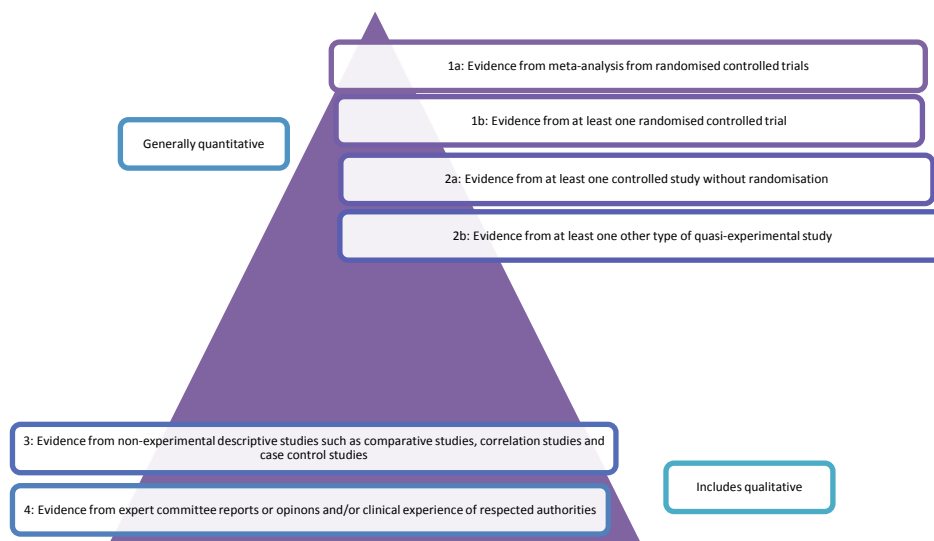 1a: Evidence from meta-analysis from randomised controlled trials
1b: Evidence from at least one randomised controlled trial
Generally quantitative
2a: Evidence from at least one controlled study without randomisation
2b: Evidence from at least one other type of quasi-experimental study
3: Evidence from non-experimental descriptive studies such as comparative studies, correlation studies and
case control studies
Includes qualitative
4: Evidence from expert committee reports or opinons and/or clinical experience of respected authorities